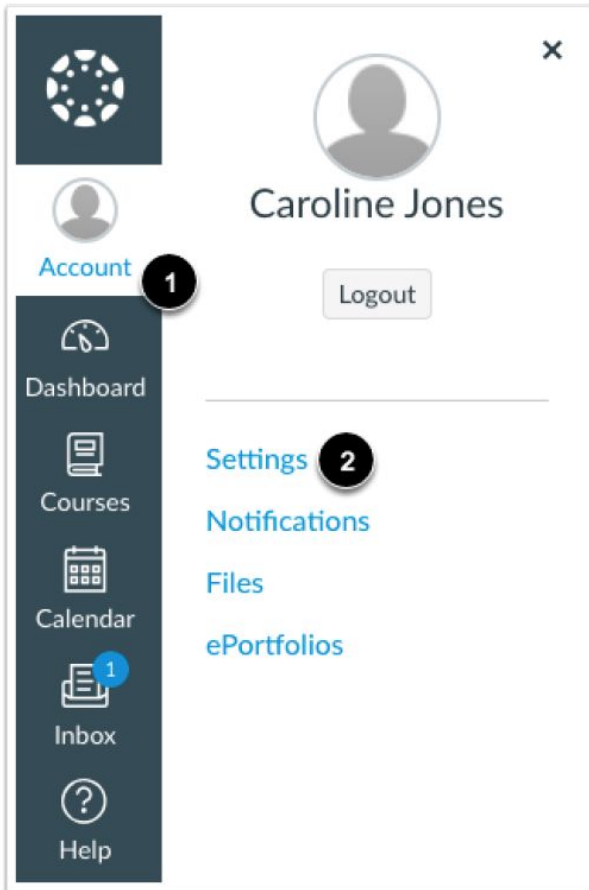 Account
1
Dashboard
Courses
Calendar
1
Inbox
Help
×
Caroline Jones
Logout
Settings 2
Notifications
Files
ePortfolios